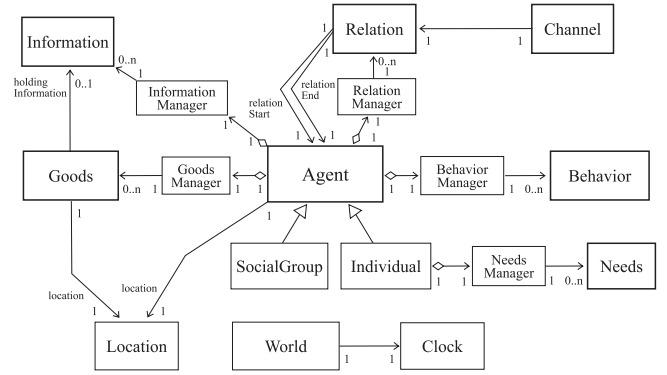 Information
Relation
Channel
1
1
1
1
0..n
1
0..n
1
holding
Information
0..1
Information
Manager
relation
Start
relation
End
Relation
Manager
1
1
1
1
1
1
Goods
0..n
1
Goods
Manager
1
1
Agent
1
1
Behavior
Manager
1
0..n
Behavior
1
1
SocialGroup
Individual
1
1
Needs
Manager
1
0..n
Needs
location
location
1
1
Location
World
1
1
Clock